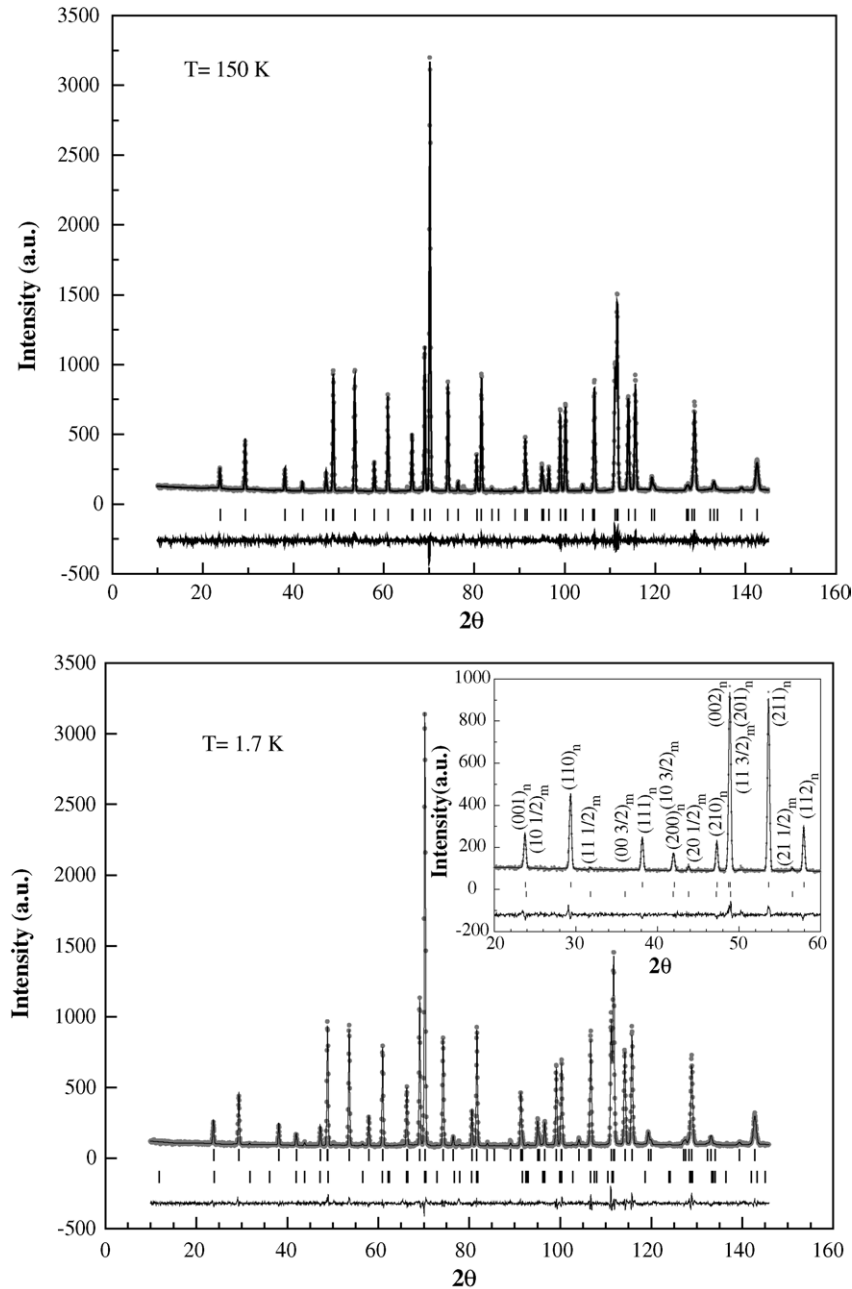 3500
3000
2500
2000
1500
1000
500
0
-500
Intensity (a.u.)
T= 150 K
0 20 40 60 80 100 120 140 160
2θ
3500
3000
2500
2000
1500
1000
500
0
-500
Intensity (a.u.)
T= 1.7 K
0 20 40 60 80 100 120 140 160
2θ
1000
800
600
400
200
0
-200
Intensity(a.u.)
(001)n
(10 1/2)m
(110)n
(11 1/2)m
(00 3/2)m
(111)n
(200)n
(10 3/2)m
(20 1/2)m
(210)n
(002)n
(201)n
(11 3/2)m
(211)n
(21 1/2)m
(112)n
20 30 40 50 60
2θ